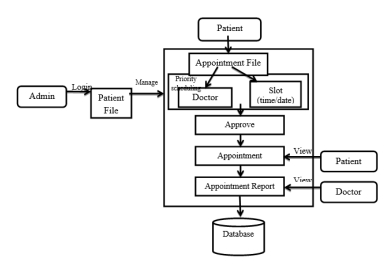 Patient
Appointment File
Priority
scheduling
Doctor
Slot
(time/date)
Admin
Login
Patient
File
Manage
Approve
Appointment
View
Patient
Appointment Report
View
Doctor
Database